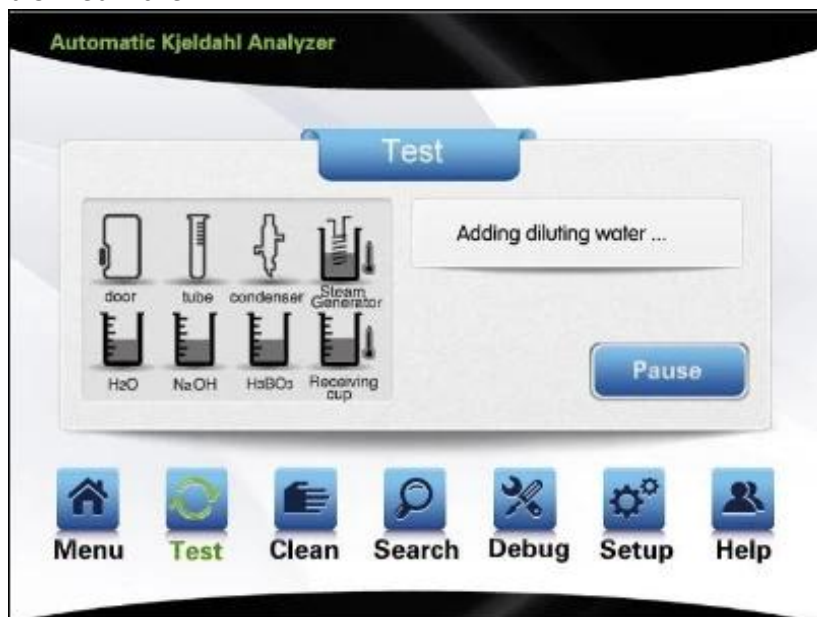 Automatic Kjeldahl Analyzer
Test
Adding diluting water ...
door tube condenser Steam Generator
H2O NaOH H3BO3 Receiving cup
Pause
Menu Test Clean Search Debug Setup Help